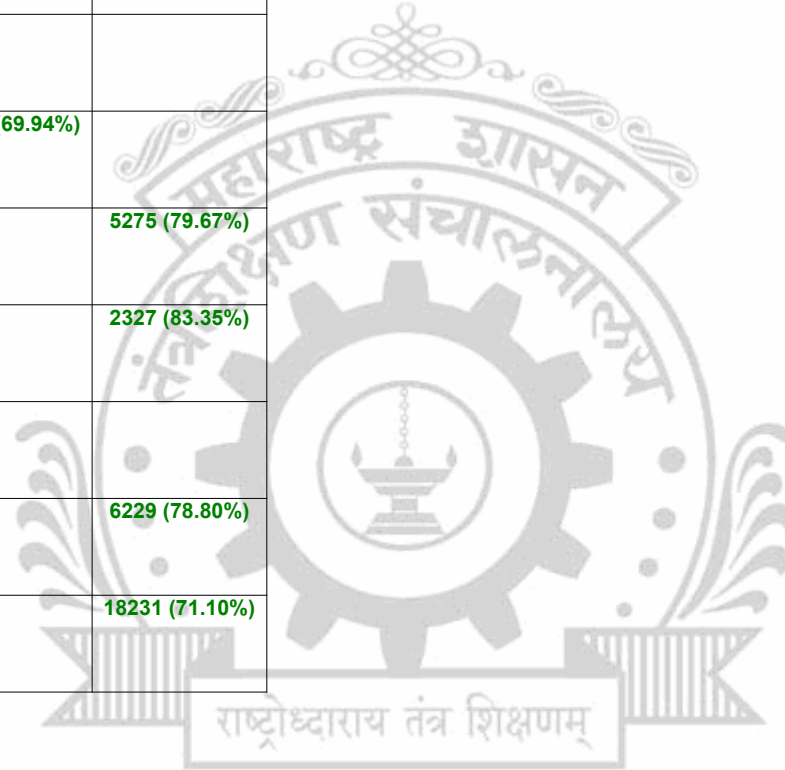 महाराष्ट्र शासन
69.94%)
तंत्रशिक्षण संचालनालय
5275 (79.67%)
2327 (83.35%)
6229 (78.80%)
18231 (71.10%)
राष्ट्रोध्दाराय तंत्र शिक्षणम्